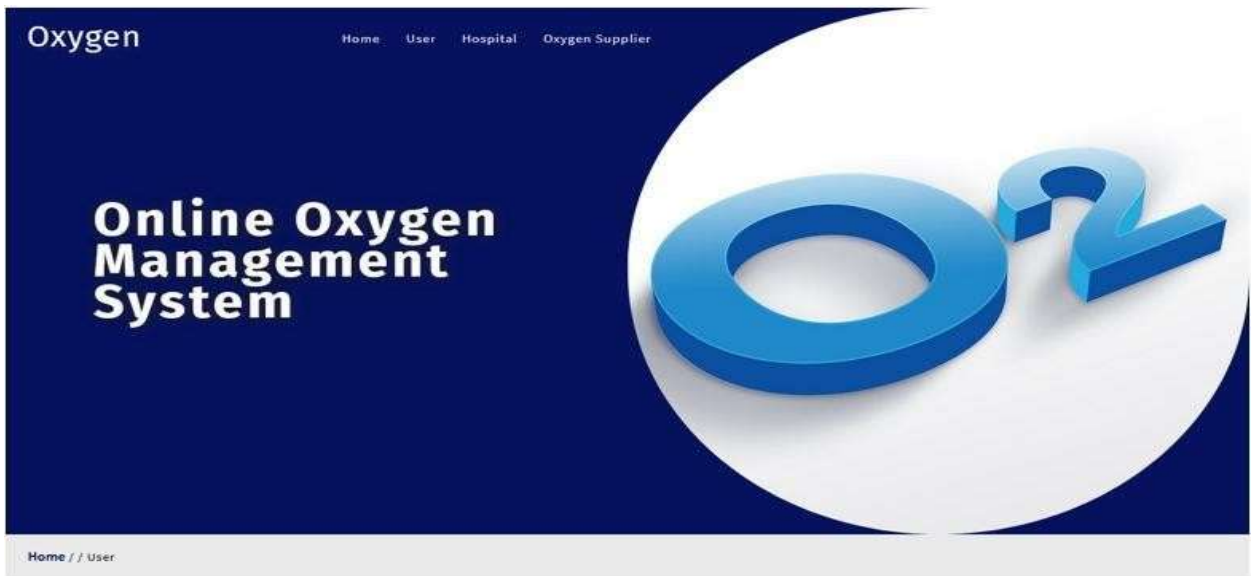 Oxygen
Home User Hospital Oxygen Supplier
Online Oxygen
Management
System
O2
Home / / User